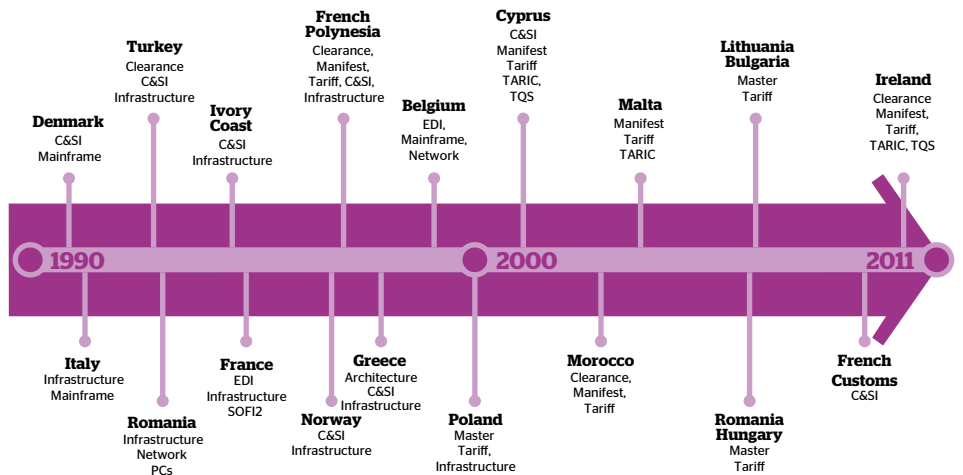 Denmark
C&SI
Mainframe
Turkey
Clearance
C&SI
Infrastructure
Ivory
Coast
C&SI
Infrastructure
French
Polynesia
Clearance,
Manifest,
Tariff, C&SI,
Infrastructure
Belgium
EDI,
Mainframe,
Network
Cyprus
C&SI
Manifest
Tariff
TARIC,
TQS
Malta
Manifest
Tariff
TARIC
Lithuania
Bulgaria
Master
Tariff
Ireland
Clearance
Manifest,
Tariff,
TARIC, TQS
1990
2000
2011
Italy
Infrastructure
Mainframe
Romania
Infrastructure
Network
PCs
France
EDI
Infrastructure
SOFI2
Norway
C&SI
Infrastructure
Greece
Architecture
C&SI
Infrastructure
Poland
Master
Tariff,
Infrastructure
Morocco
Clearance,
Manifest,
Tariff
Romania
Hungary
Master
Tariff
French
Customs
C&SI